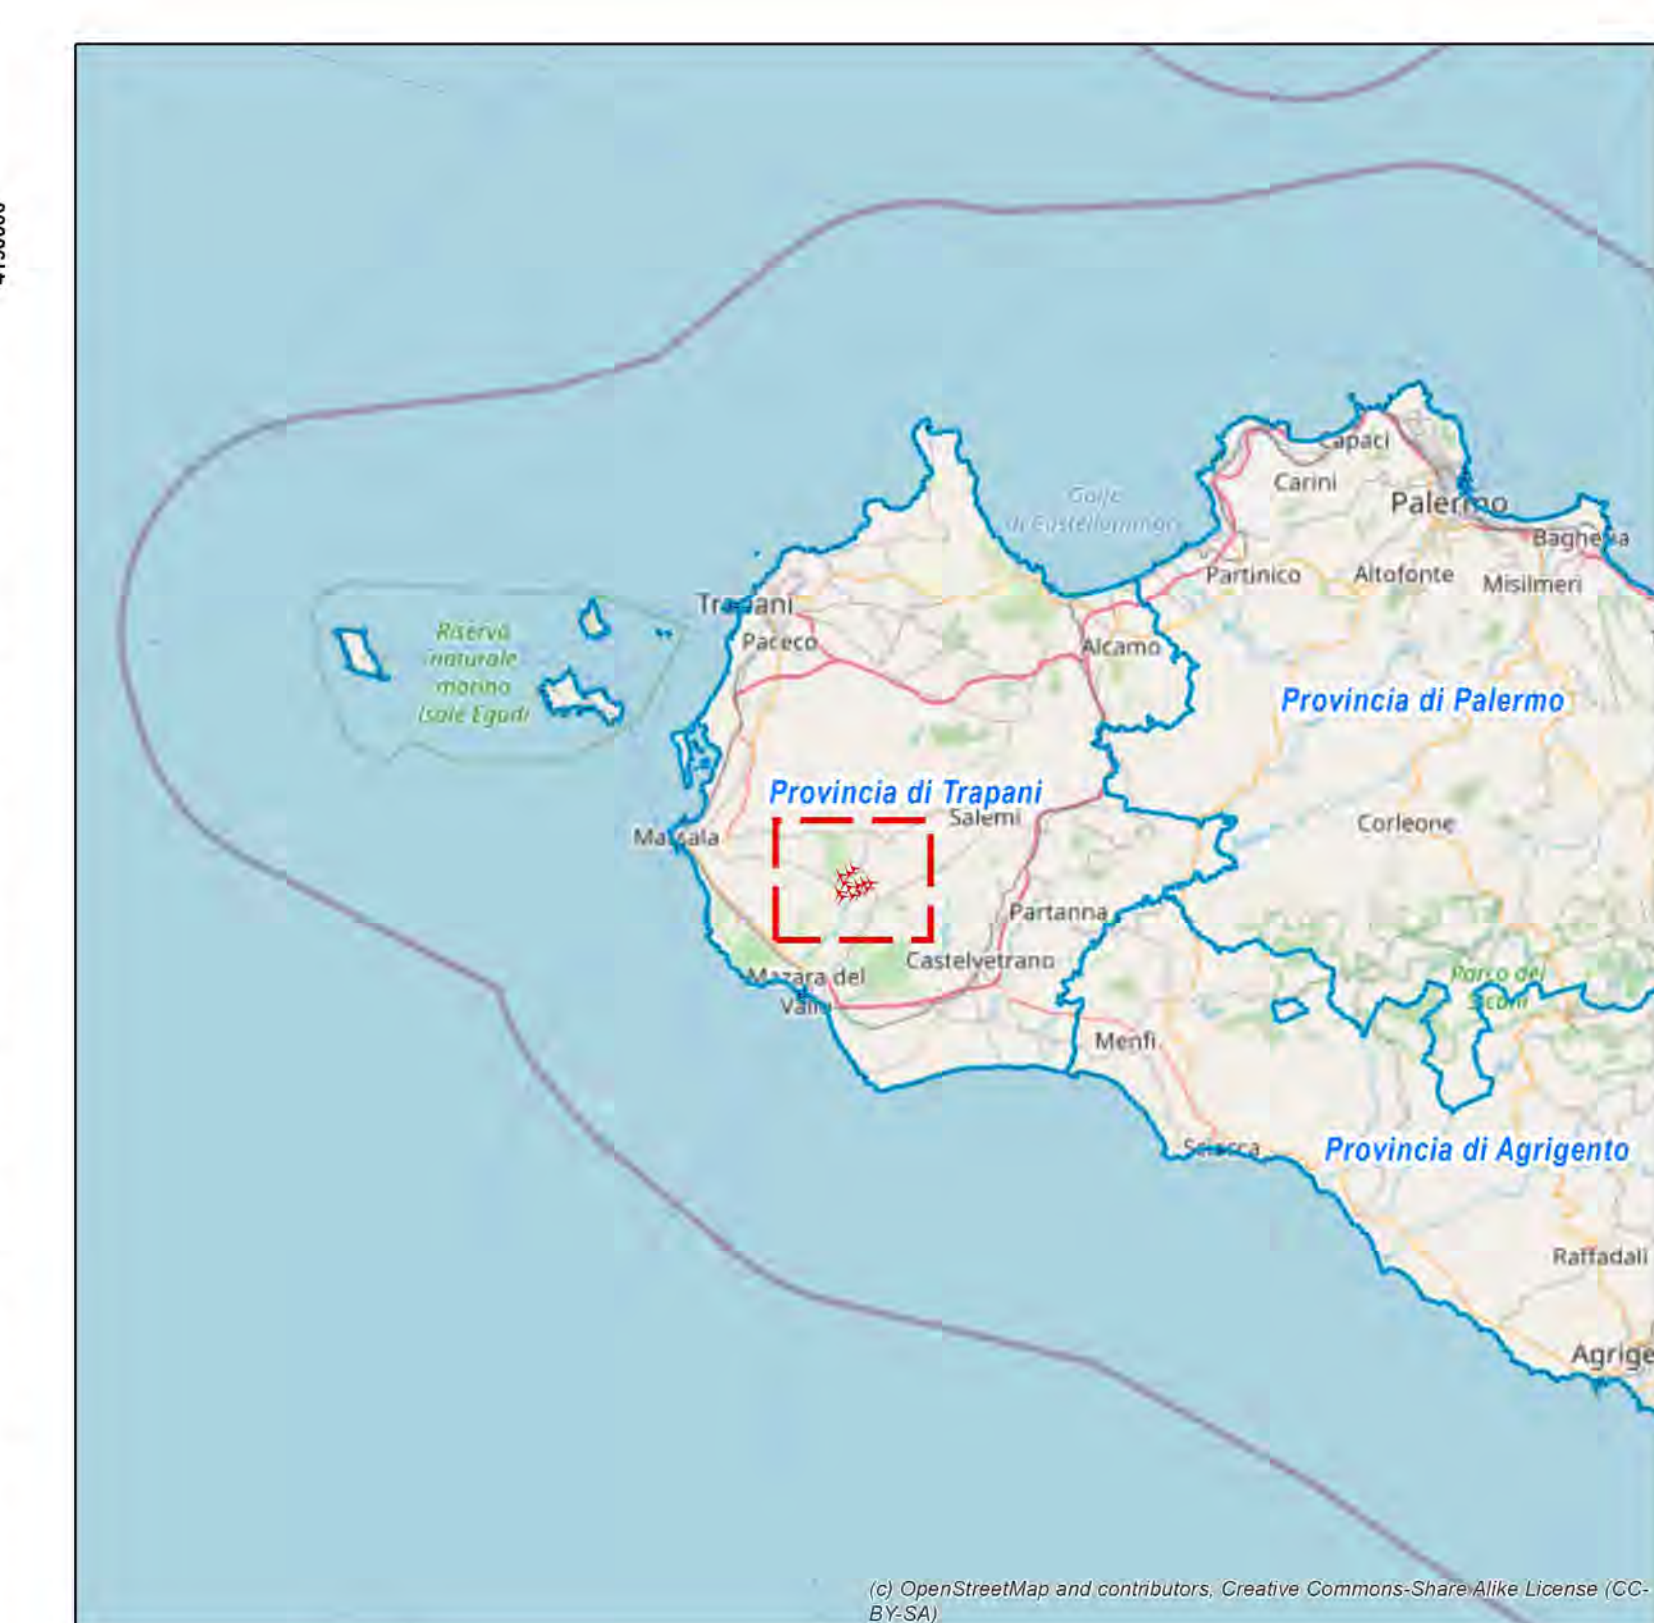 Capaci
Carini
Palermo
Bagheria
Partinico
Altofonte
Misilmeri
Golfo
di Castellammare
Trapani
Paceco
Alcamo
Riserva
naturale
marina
Isole Egadi
Provincia di Palermo
Provincia di Trapani
Salemi
Marsala
Corleone
Partanna
Castelvetrano
Mazara del
Vallo
Parco dei
Sicani
Menfi
Sciacca
Provincia di Agrigento
Raffadali
Agrige
(c) OpenStreetMap and contributors, Creative Commons-Share Alike License (CC-
BY-SA)